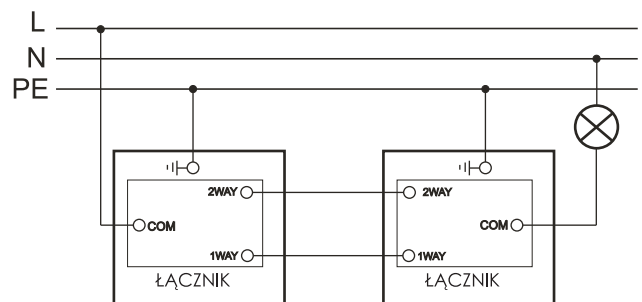 L
N
PE
2WAY 2WAY
COM COM
1WAY 1WAY
ŁĄCZNIK ŁĄCZNIK